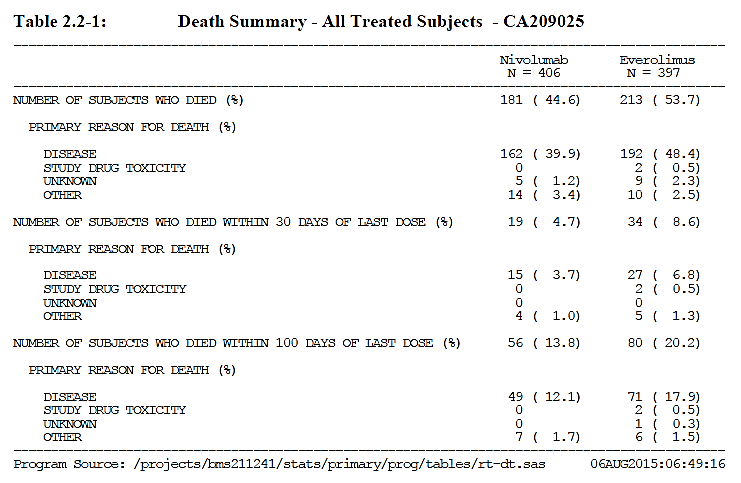 Table 2.2-1: Death Summary - All Treated Subjects - CA209025
Nivolumab Everolimus
N = 406 N = 397
NUMBER OF SUBJECTS WHO DIED (%) 181 ( 44.6) 213 ( 53.7)
PRIMARY REASON FOR DEATH (%)
DISEASE 162 ( 39.9) 192 ( 48.4)
STUDY DRUG TOXICITY 0 2 ( 0.5)
UNKNOWN 5 ( 1.2) 9 ( 2.3)
OTHER 14 ( 3.4) 10 ( 2.5)
NUMBER OF SUBJECTS WHO DIED WITHIN 30 DAYS OF LAST DOSE (%) 19 ( 4.7) 34 ( 8.6)
PRIMARY REASON FOR DEATH (%)
DISEASE 15 ( 3.7) 27 ( 6.8)
STUDY DRUG TOXICITY 0 2 ( 0.5)
UNKNOWN 0 0
OTHER 4 ( 1.0) 5 ( 1.3)
NUMBER OF SUBJECTS WHO DIED WITHIN 100 DAYS OF LAST DOSE (%) 56 ( 13.8) 80 ( 20.2)
PRIMARY REASON FOR DEATH (%)
DISEASE 49 ( 12.1) 71 ( 17.9)
STUDY DRUG TOXICITY 0 2 ( 0.5)
UNKNOWN 0 1 ( 0.3)
OTHER 7 ( 1.7) 6 ( 1.5)
Program Source: /projects/bms211241/stats/primary/prog/tables/rt-dt.sas 06AUG2015:06:49:16